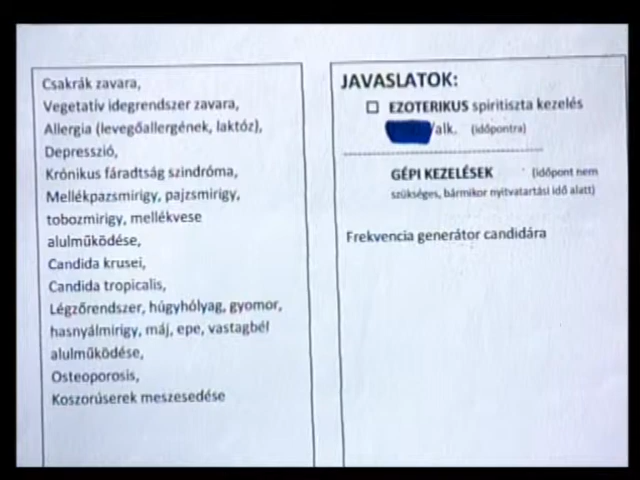 Csakrák zavara,
Vegetatív idegrendszer zavara,
Allergia (levegőallergének, laktóz),
Depresszió,
Krónikus fáradtság szindróma,
Mellékpazsmirigy, pajzsmirigy,
tobozmirigy, mellékvese
alulműködése,
Candida krusei,
Candida tropicalis,
Légzőrendszer, húgyhólyag, gyomor,
hasnyálmirigy, máj, epe, vastagbél
alulműködése,
Osteoporosis,
Koszorúserek meszesedése
JAVASLATOK:
EZOTERIKUS spiritiszta kezelés
/alk. (időpontra)
GÉPI KEZELÉSEK (időpont nem
szükséges, bármikor nyitvatartási idő alatt)
Frekvencia generátor candidára